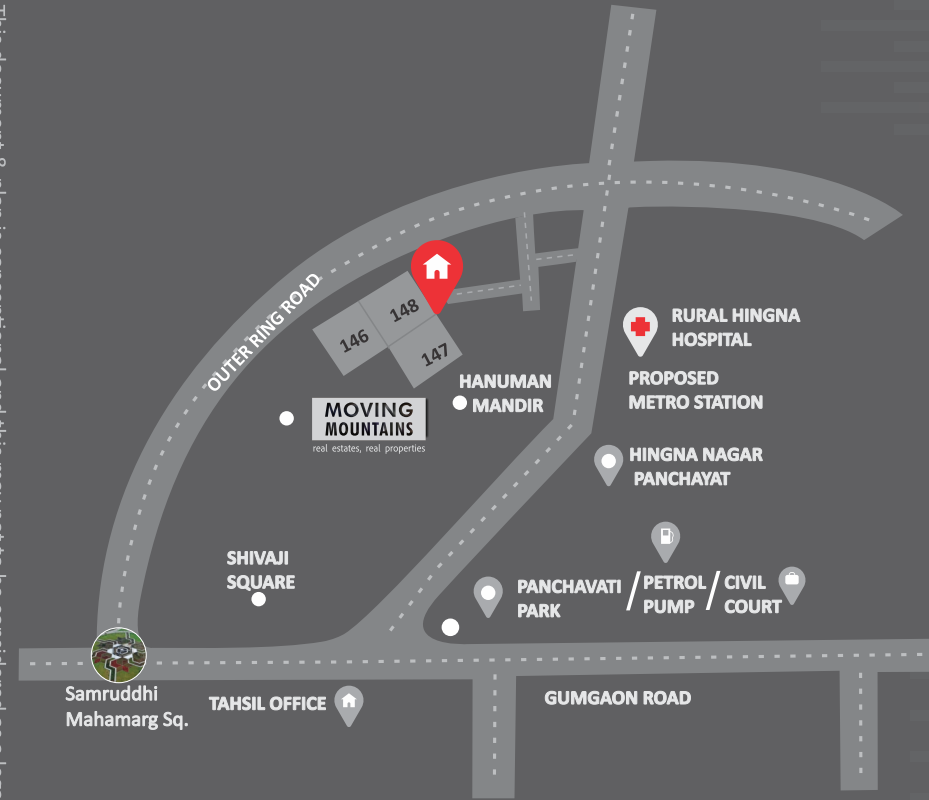 OUTER RING ROAD
148
146
147
RURAL HINGNA
HOSPITAL
PROPOSED
METRO STATION
HANUMAN
MANDIR
MOVING
MOUNTAINS
real estates, real properties
HINGNA NAGAR
PANCHAYAT
SHIVAJI
SQUARE
PANCHAVATI
PARK
/ PETROL
PUMP
/ CIVIL
COURT
Samruddhi
Mahamarg Sq.
TAHSIL OFFICE
GUMGAON ROAD